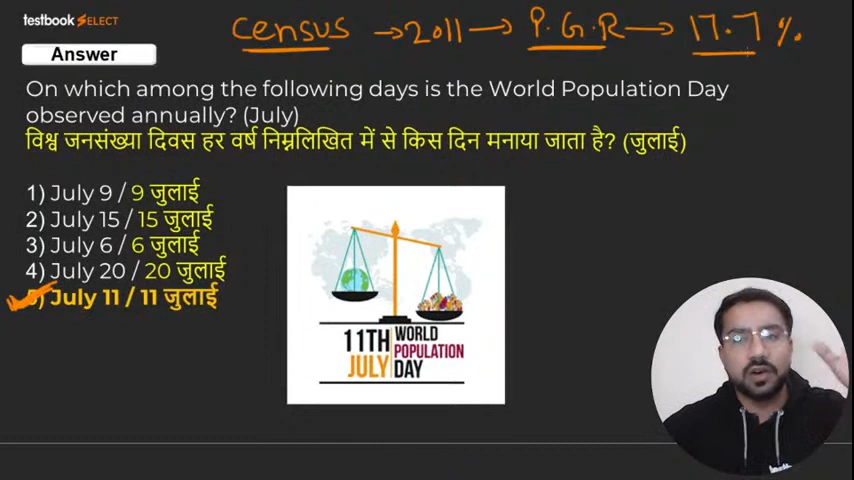 testbook SELECT
census → 2011 → P.G.R → 17.7 %
Answer
On which among the following days is the World Population Day
observed annually? (July)
विश्व जनसंख्या दिवस हर वर्ष निम्नलिखित में से किस दिन मनाया जाता है? (जुलाई)
1) July 9 / 9 जुलाई
2) July 15 / 15 जुलाई
3) July 6 / 6 जुलाई
4) July 20 / 20 जुलाई
5) July 11 / 11 जुलाई
11TH WORLD
JULY POPULATION
DAY